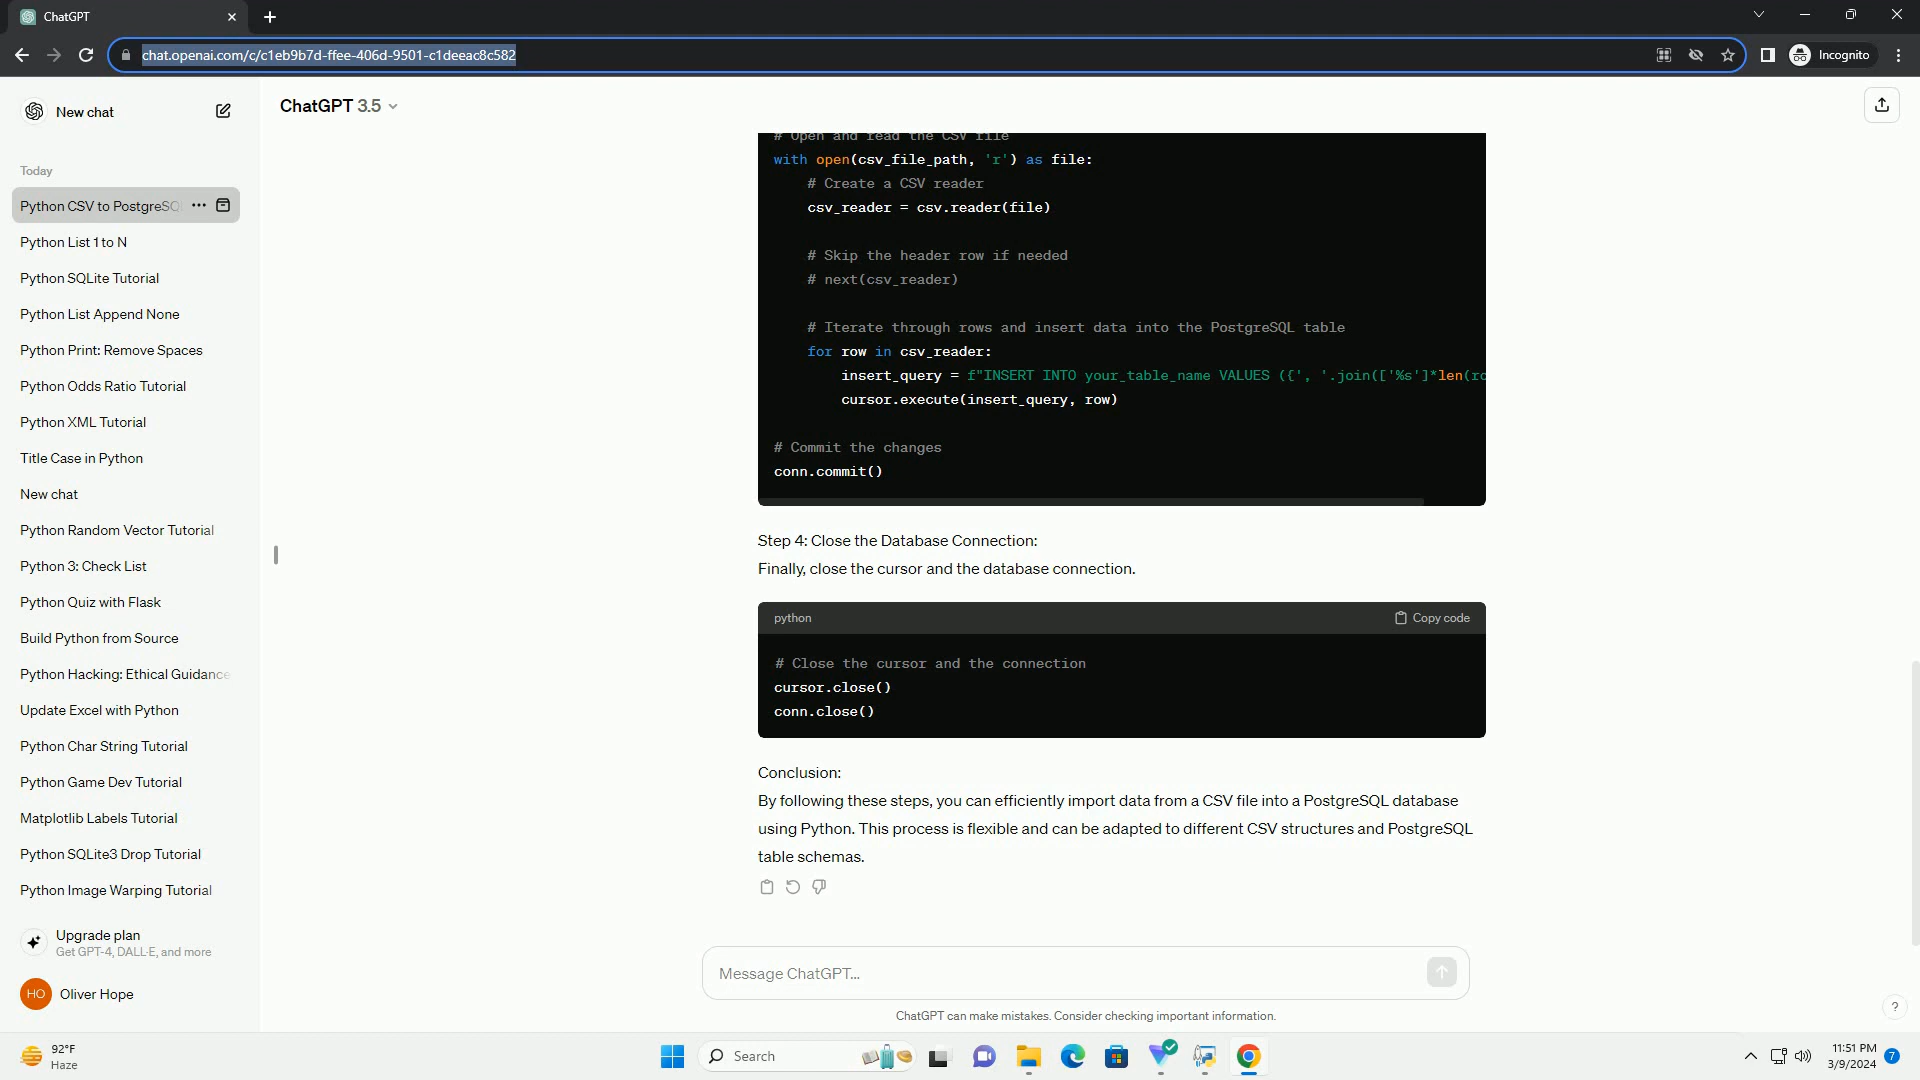 ChatGPT
chat.openai.com/c/c1eb9b7d-ffee-406d-9501-c1deeac8c582
Incognito
New chat
ChatGPT 3.5
Today
Python CSV to PostgreSQ
Python List 1 to N
Python SQLite Tutorial
Python List Append None
Python Print: Remove Spaces
Python Odds Ratio Tutorial
Python XML Tutorial
Title Case in Python
New chat
Python Random Vector Tutorial
Python 3: Check List
Python Quiz with Flask
Build Python from Source
Python Hacking: Ethical Guidance
Update Excel with Python
Python Char String Tutorial
Python Game Dev Tutorial
Matplotlib Labels Tutorial
Python SQLite3 Drop Tutorial
Python Image Warping Tutorial
Upgrade plan
Get GPT-4, DALL·E, and more
HO
Oliver Hope
# Open and read the CSV file
with open(csv_file_path, 'r') as file:
# Create a CSV reader
csv_reader = csv.reader(file)
# Skip the header row if needed
# next(csv_reader)
# Iterate through rows and insert data into the PostgreSQL table
for row in csv_reader:
insert_query = f"INSERT INTO your_table_name VALUES ({', '.join(['%s']*len(ro
cursor.execute(insert_query, row)
# Commit the changes
conn.commit()
Step 4: Close the Database Connection:
Finally, close the cursor and the database connection.
python
Copy code
# Close the cursor and the connection
cursor.close()
conn.close()
Conclusion:
By following these steps, you can efficiently import data from a CSV file into a PostgreSQL database
using Python. This process is flexible and can be adapted to different CSV structures and PostgreSQL
table schemas.
Message ChatGPT...
ChatGPT can make mistakes. Consider checking important information.
?
92°F
Haze
Search
11:51 PM
3/9/2024
7